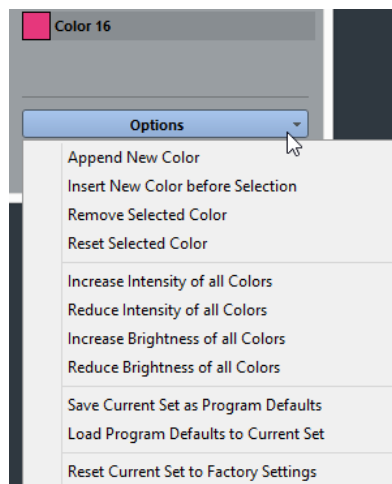 Color 16
Options
Append New Color
Insert New Color before Selection
Remove Selected Color
Reset Selected Color
Increase Intensity of all Colors
Reduce Intensity of all Colors
Increase Brightness of all Colors
Reduce Brightness of all Colors
Save Current Set as Program Defaults
Load Program Defaults to Current Set
Reset Current Set to Factory Settings